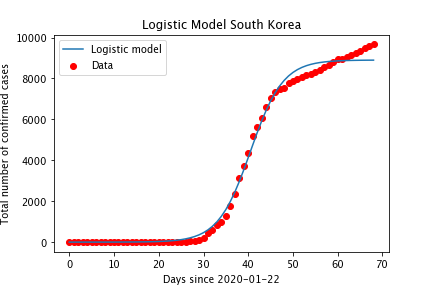 Logistic Model South Korea
Logistic model
Data
Total number of confirmed cases
10000
8000
6000
4000
2000
0
0 10 20 30 40 50 60 70
Days since 2020-01-22